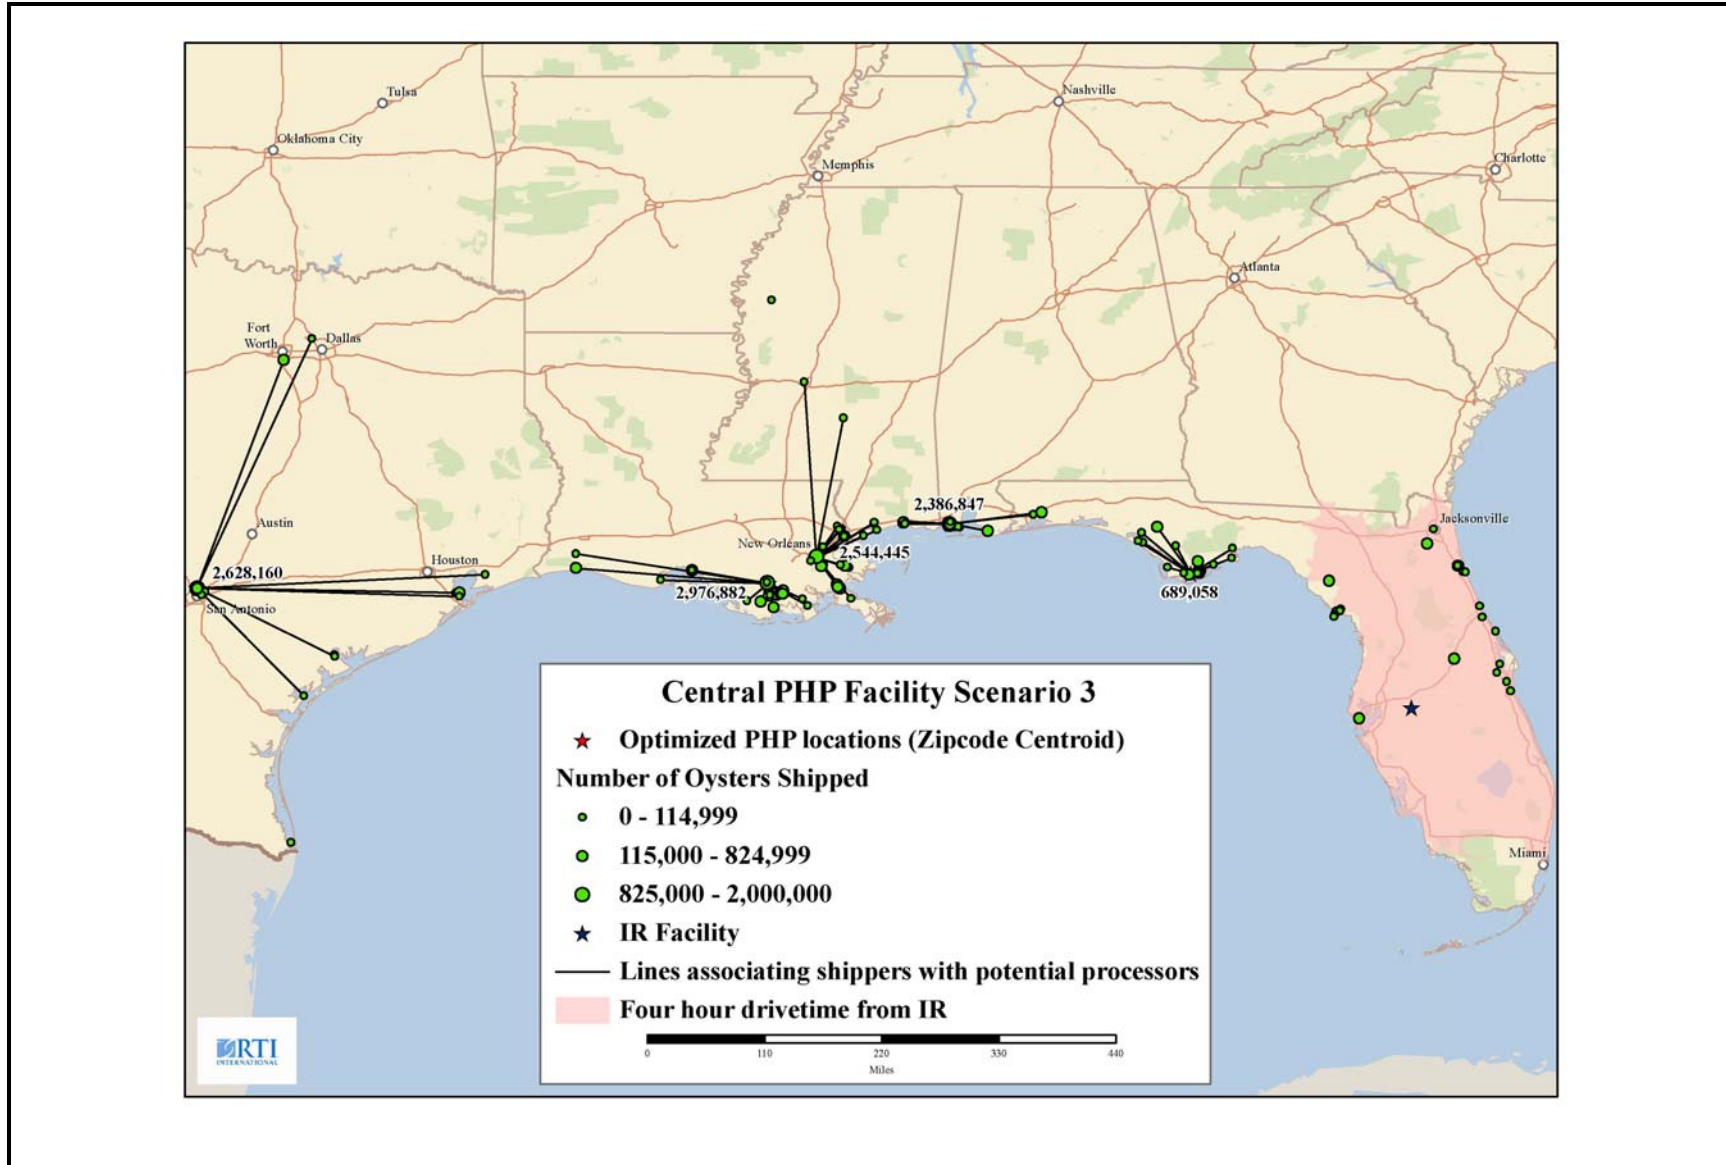 Tulsa
Nashville
Oklahoma City
Memphis
Charlotte
Atlanta
Fort
Worth
Dallas
2,386,847
Austin
Jacksonville
New Orleans
2,544,445
Houston
2,628,160
2,976,882
689,058
San Antonio
Central PHP Facility Scenario 3
Optimized PHP locations (Zipcode Centroid)
Number of Oysters Shipped
0 - 114,999
115,000 - 824,999
Miami
825,000 - 2,000,000
IR Facility
Lines associating shippers with potential processors
Four hour drivetime from IR
0 110 220 330 440
Miles
RTI
INTERNATIONAL